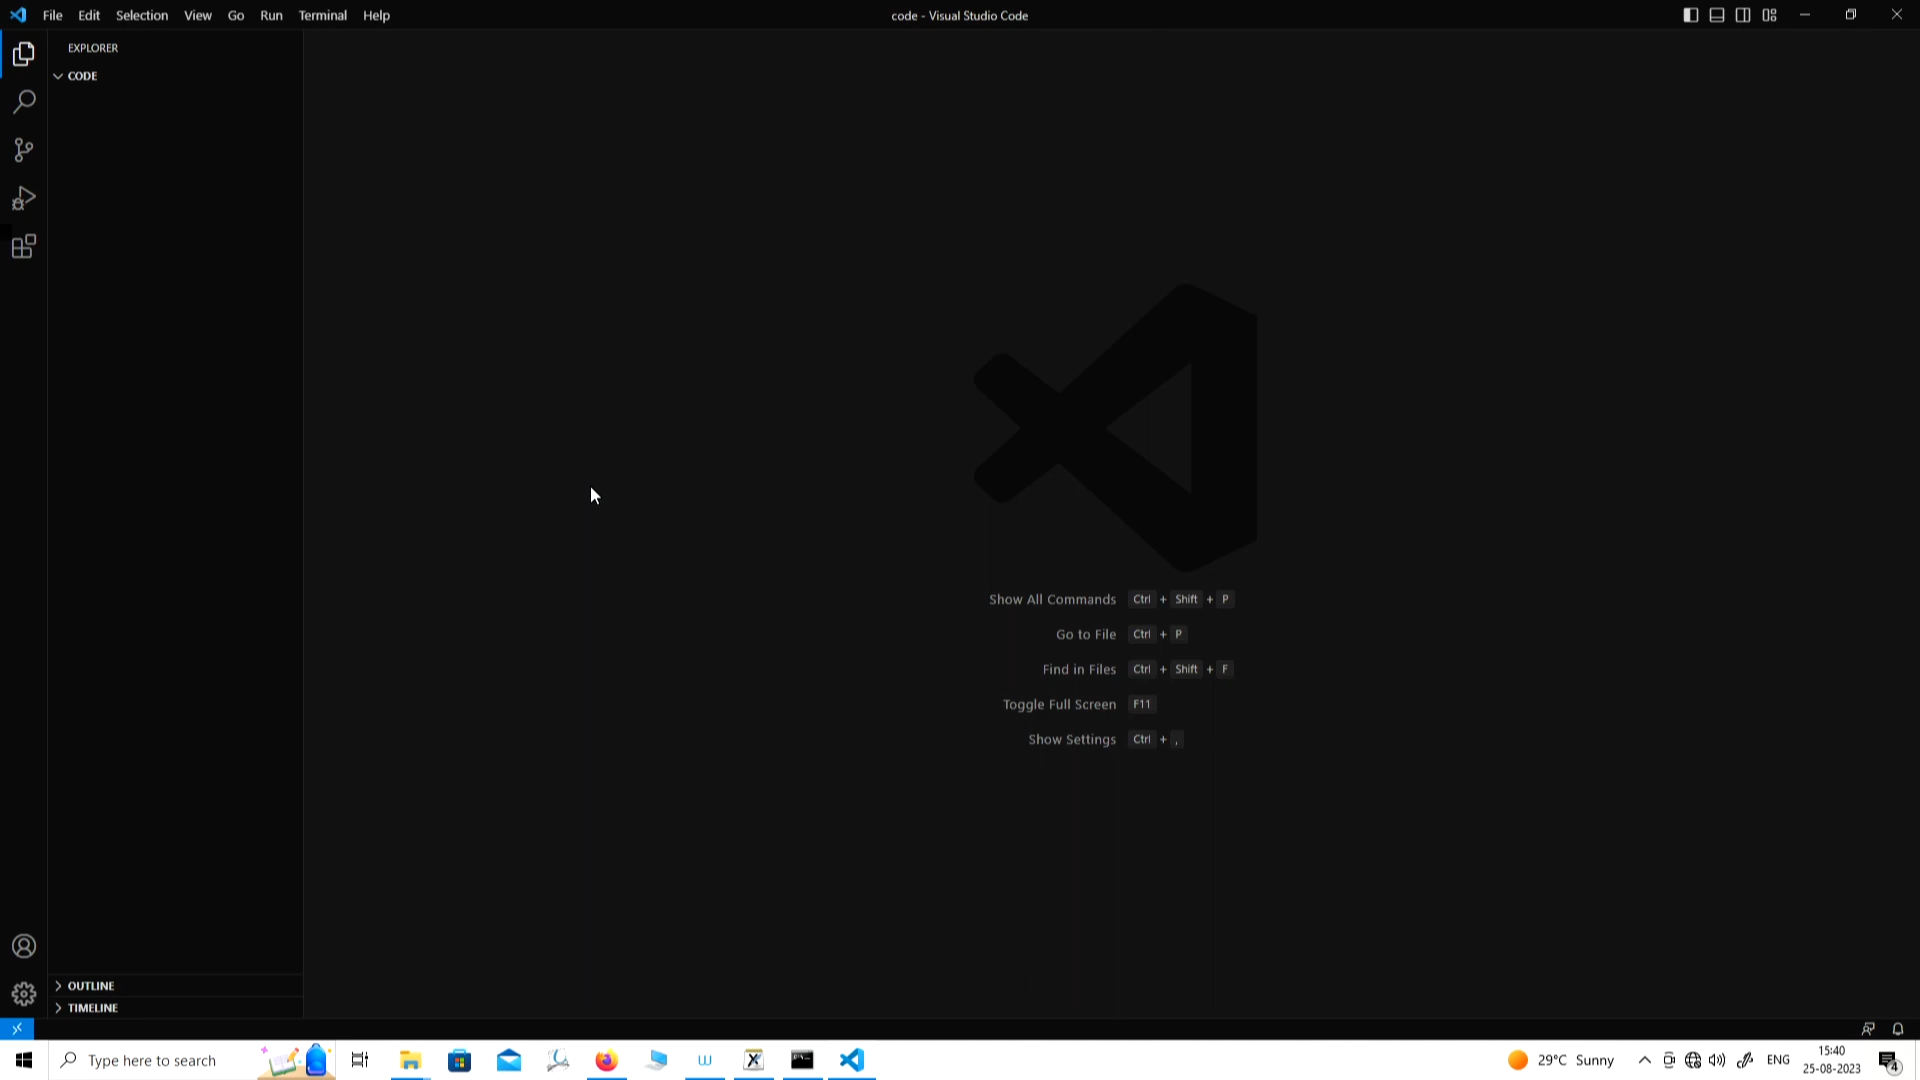 File Edit Selection View Go Run Terminal Help
code - Visual Studio Code
EXPLORER
CODE
Show All Commands Ctrl + Shift + P
Go to File Ctrl + P
Find in Files Ctrl + Shift + F
Toggle Full Screen F11
Show Settings Ctrl + ,
OUTLINE
TIMELINE
Type here to search
29°C Sunny
ENG
15:40
25-08-2023
4